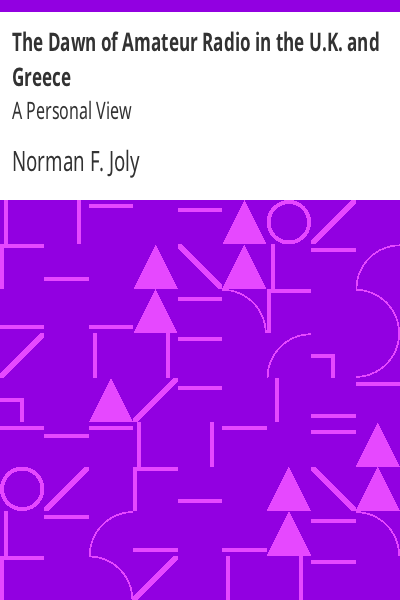 The Dawn of Amateur Radio in the U.K. and
Greece
A Personal View
Norman F. Joly